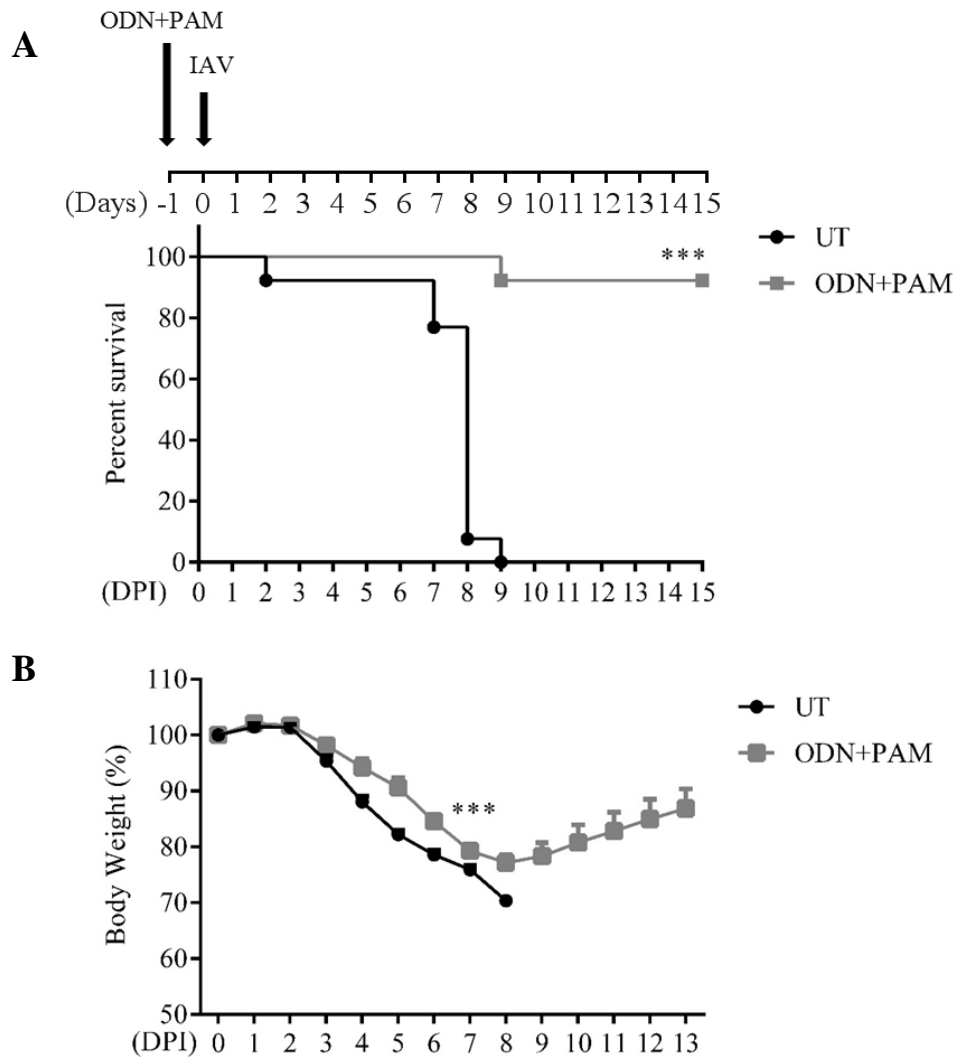 A
ODN+PAM
IAV
(Days) -1 0 1 2 3 4 5 6 7 8 9 10 11 12 13 14 15
UT
ODN+PAM
***
100
80
60
40
20
0
Percent survival
(DPI) 0 1 2 3 4 5 6 7 8 9 10 11 12 13 14 15
B
UT
ODN+PAM
110
100
90
80
70
60
50
Body Weight (%)
***
(DPI) 0 1 2 3 4 5 6 7 8 9 10 11 12 13